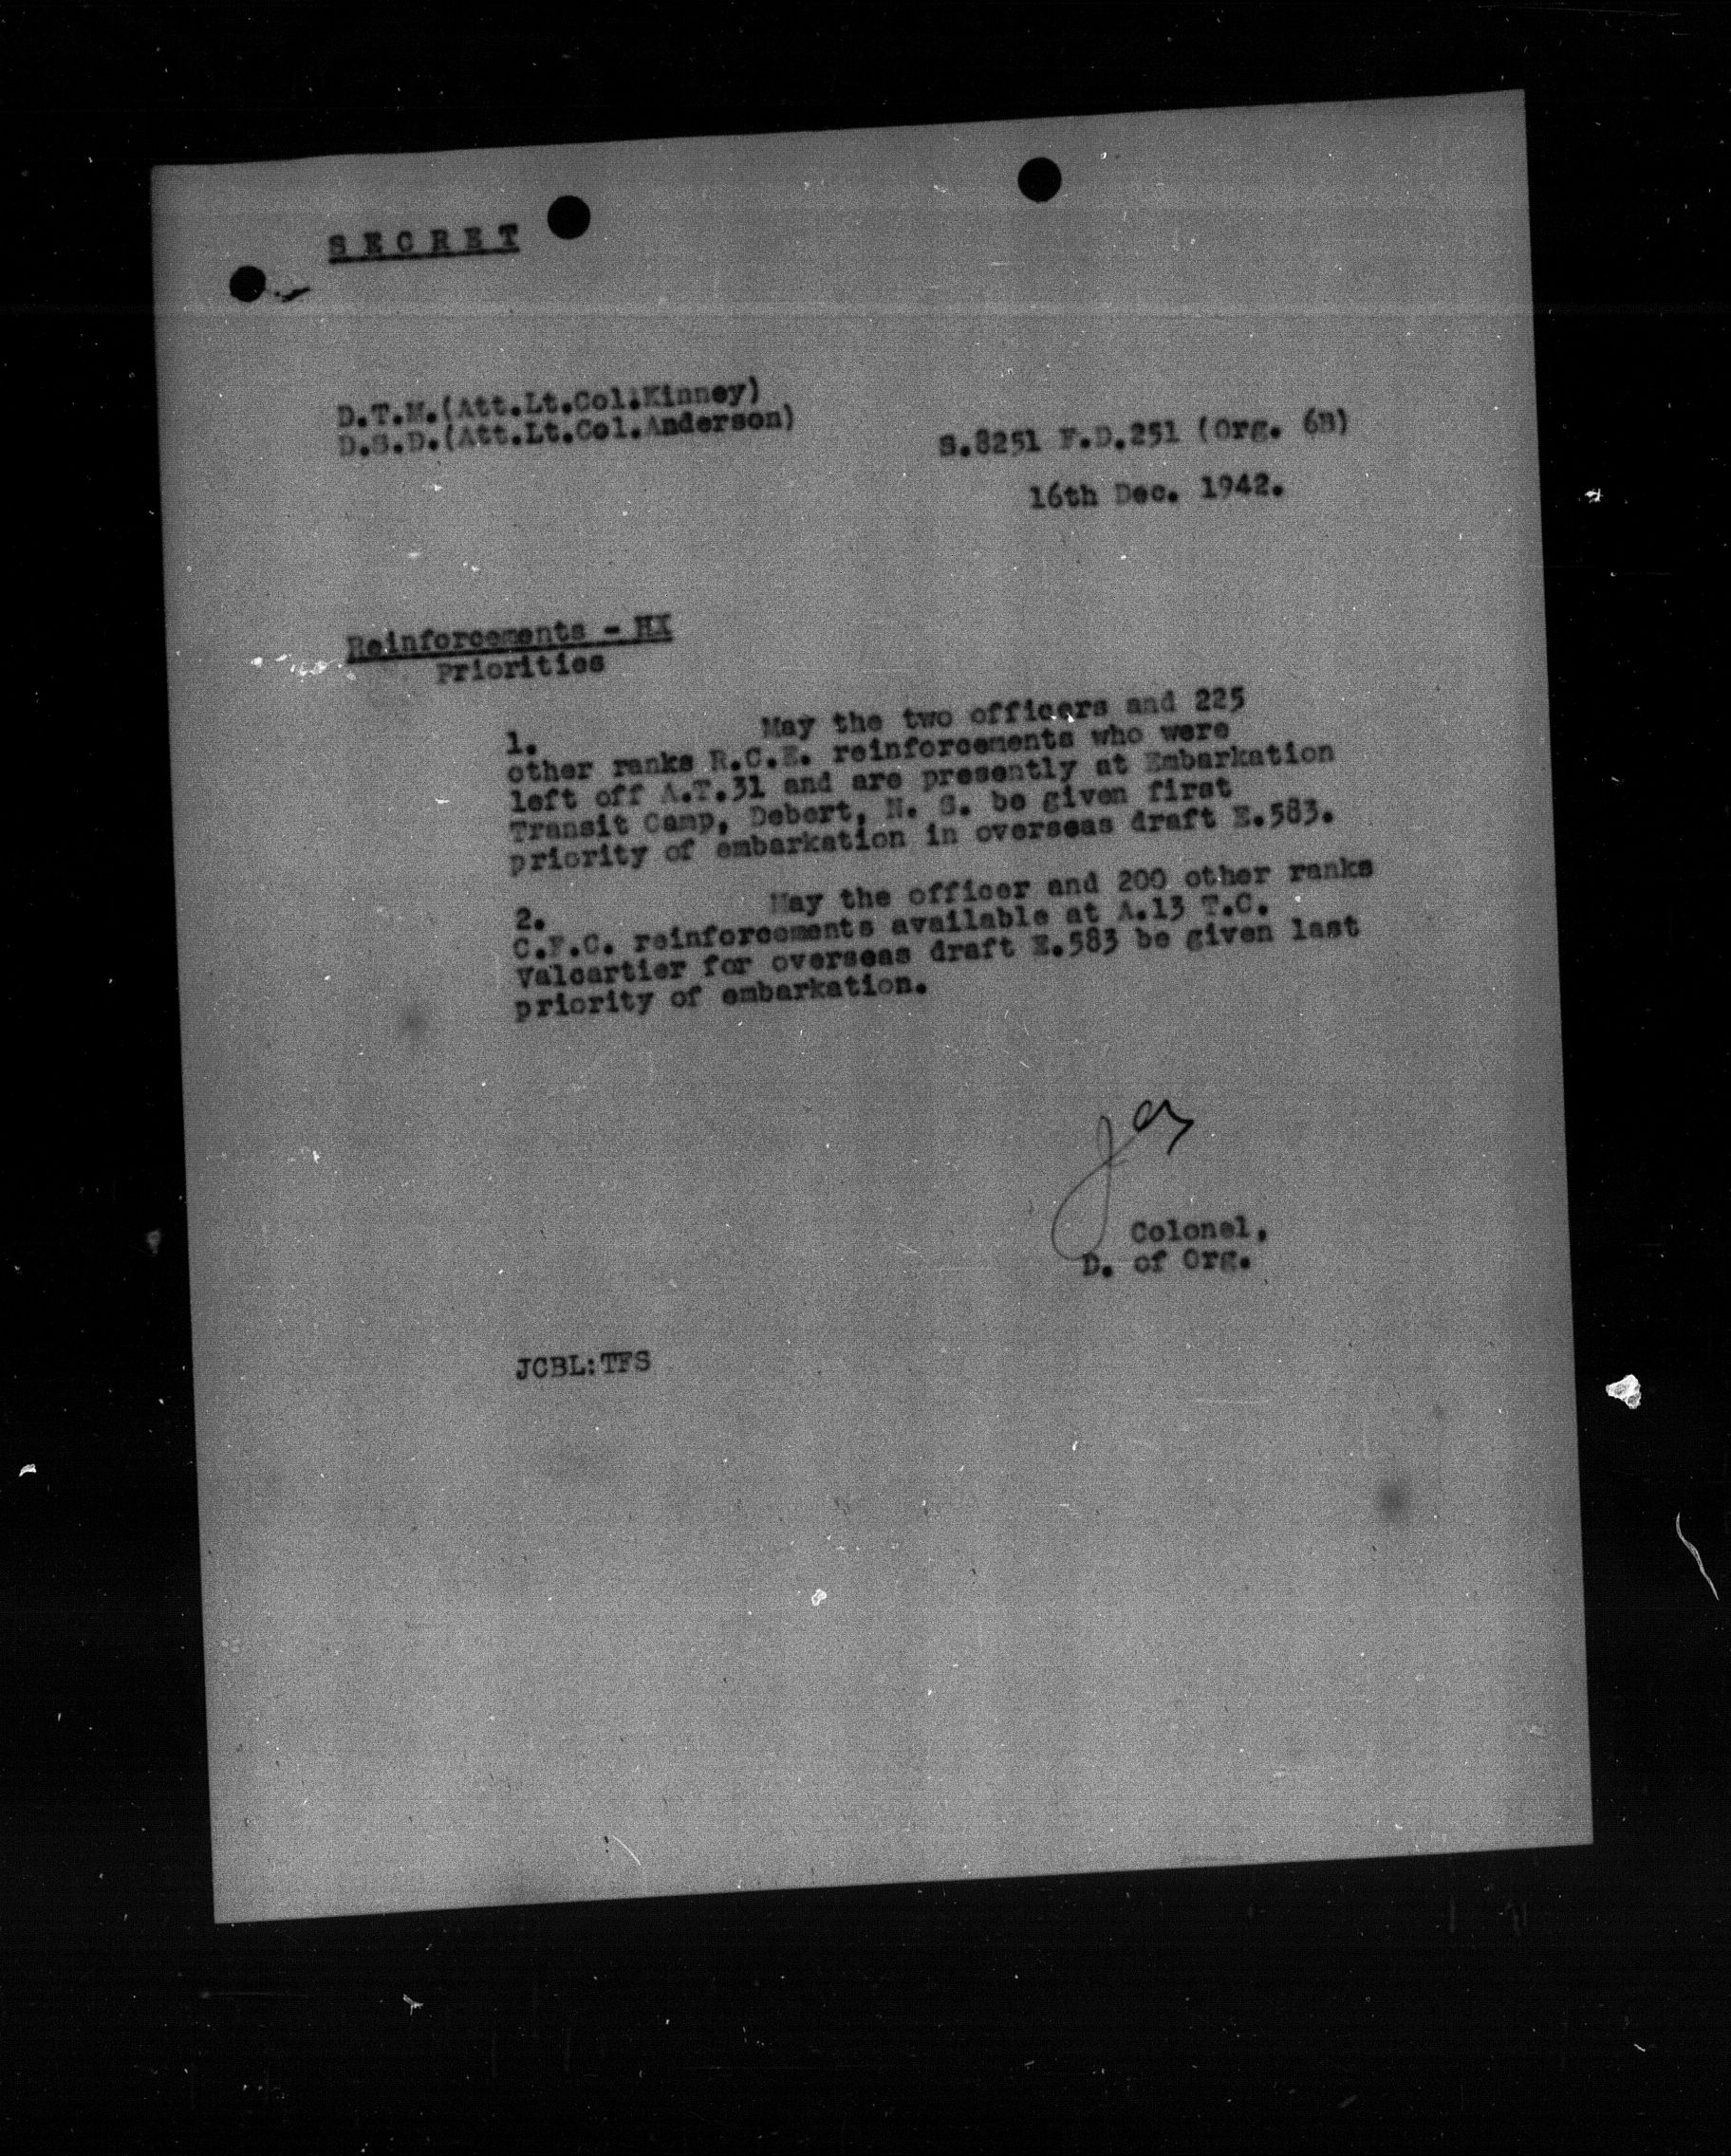 SECRET
D.T.M.(Att.Lt.Col.Kinney)
D.S.D.(Att.Lt.Col.Anderson)
S.8251 F.D.251 (Org. 6B)
16th Dec. 1942.
Reinforcements - HX
Priorities
1. May the two officers and 225
other ranks R.C.E. reinforcements who were
left off A.T.31 and are presently at Embarkation
Transit Camp, Debert, N. S. be given first
priority of embarkation in overseas draft E.583.
2. May the officer and 200 other ranks
C.F.C. reinforcements available at A.13 T.C.
Valcartier for overseas draft E.583 be given last
priority of embarkation.
Colonel,
D. of Org.
JCBL:TFS